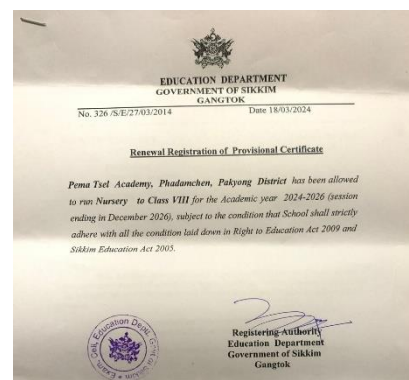 EDUCATION DEPARTMENT
GOVERNMENT OF SIKKIM
GANGTOK
No. 326 /S/E/27/03/2014 Date 18/03/2024
Renewal Registration of Provisional Certificate
Pema Tsel Academy, Phadamchen, Pakyong District has been allowed
to run Nursery to Class VIII for the Academic year 2024-2026 (session
ending in December 2026), subject to the condition that School shall strictly
adhere with all the condition laid down in Right to Education Act 2009 and
Sikkim Education Act 2005.
Registering Authority
Education Department
Government of Sikkim
Gangtok
Exam. Cell, Education Deptt.